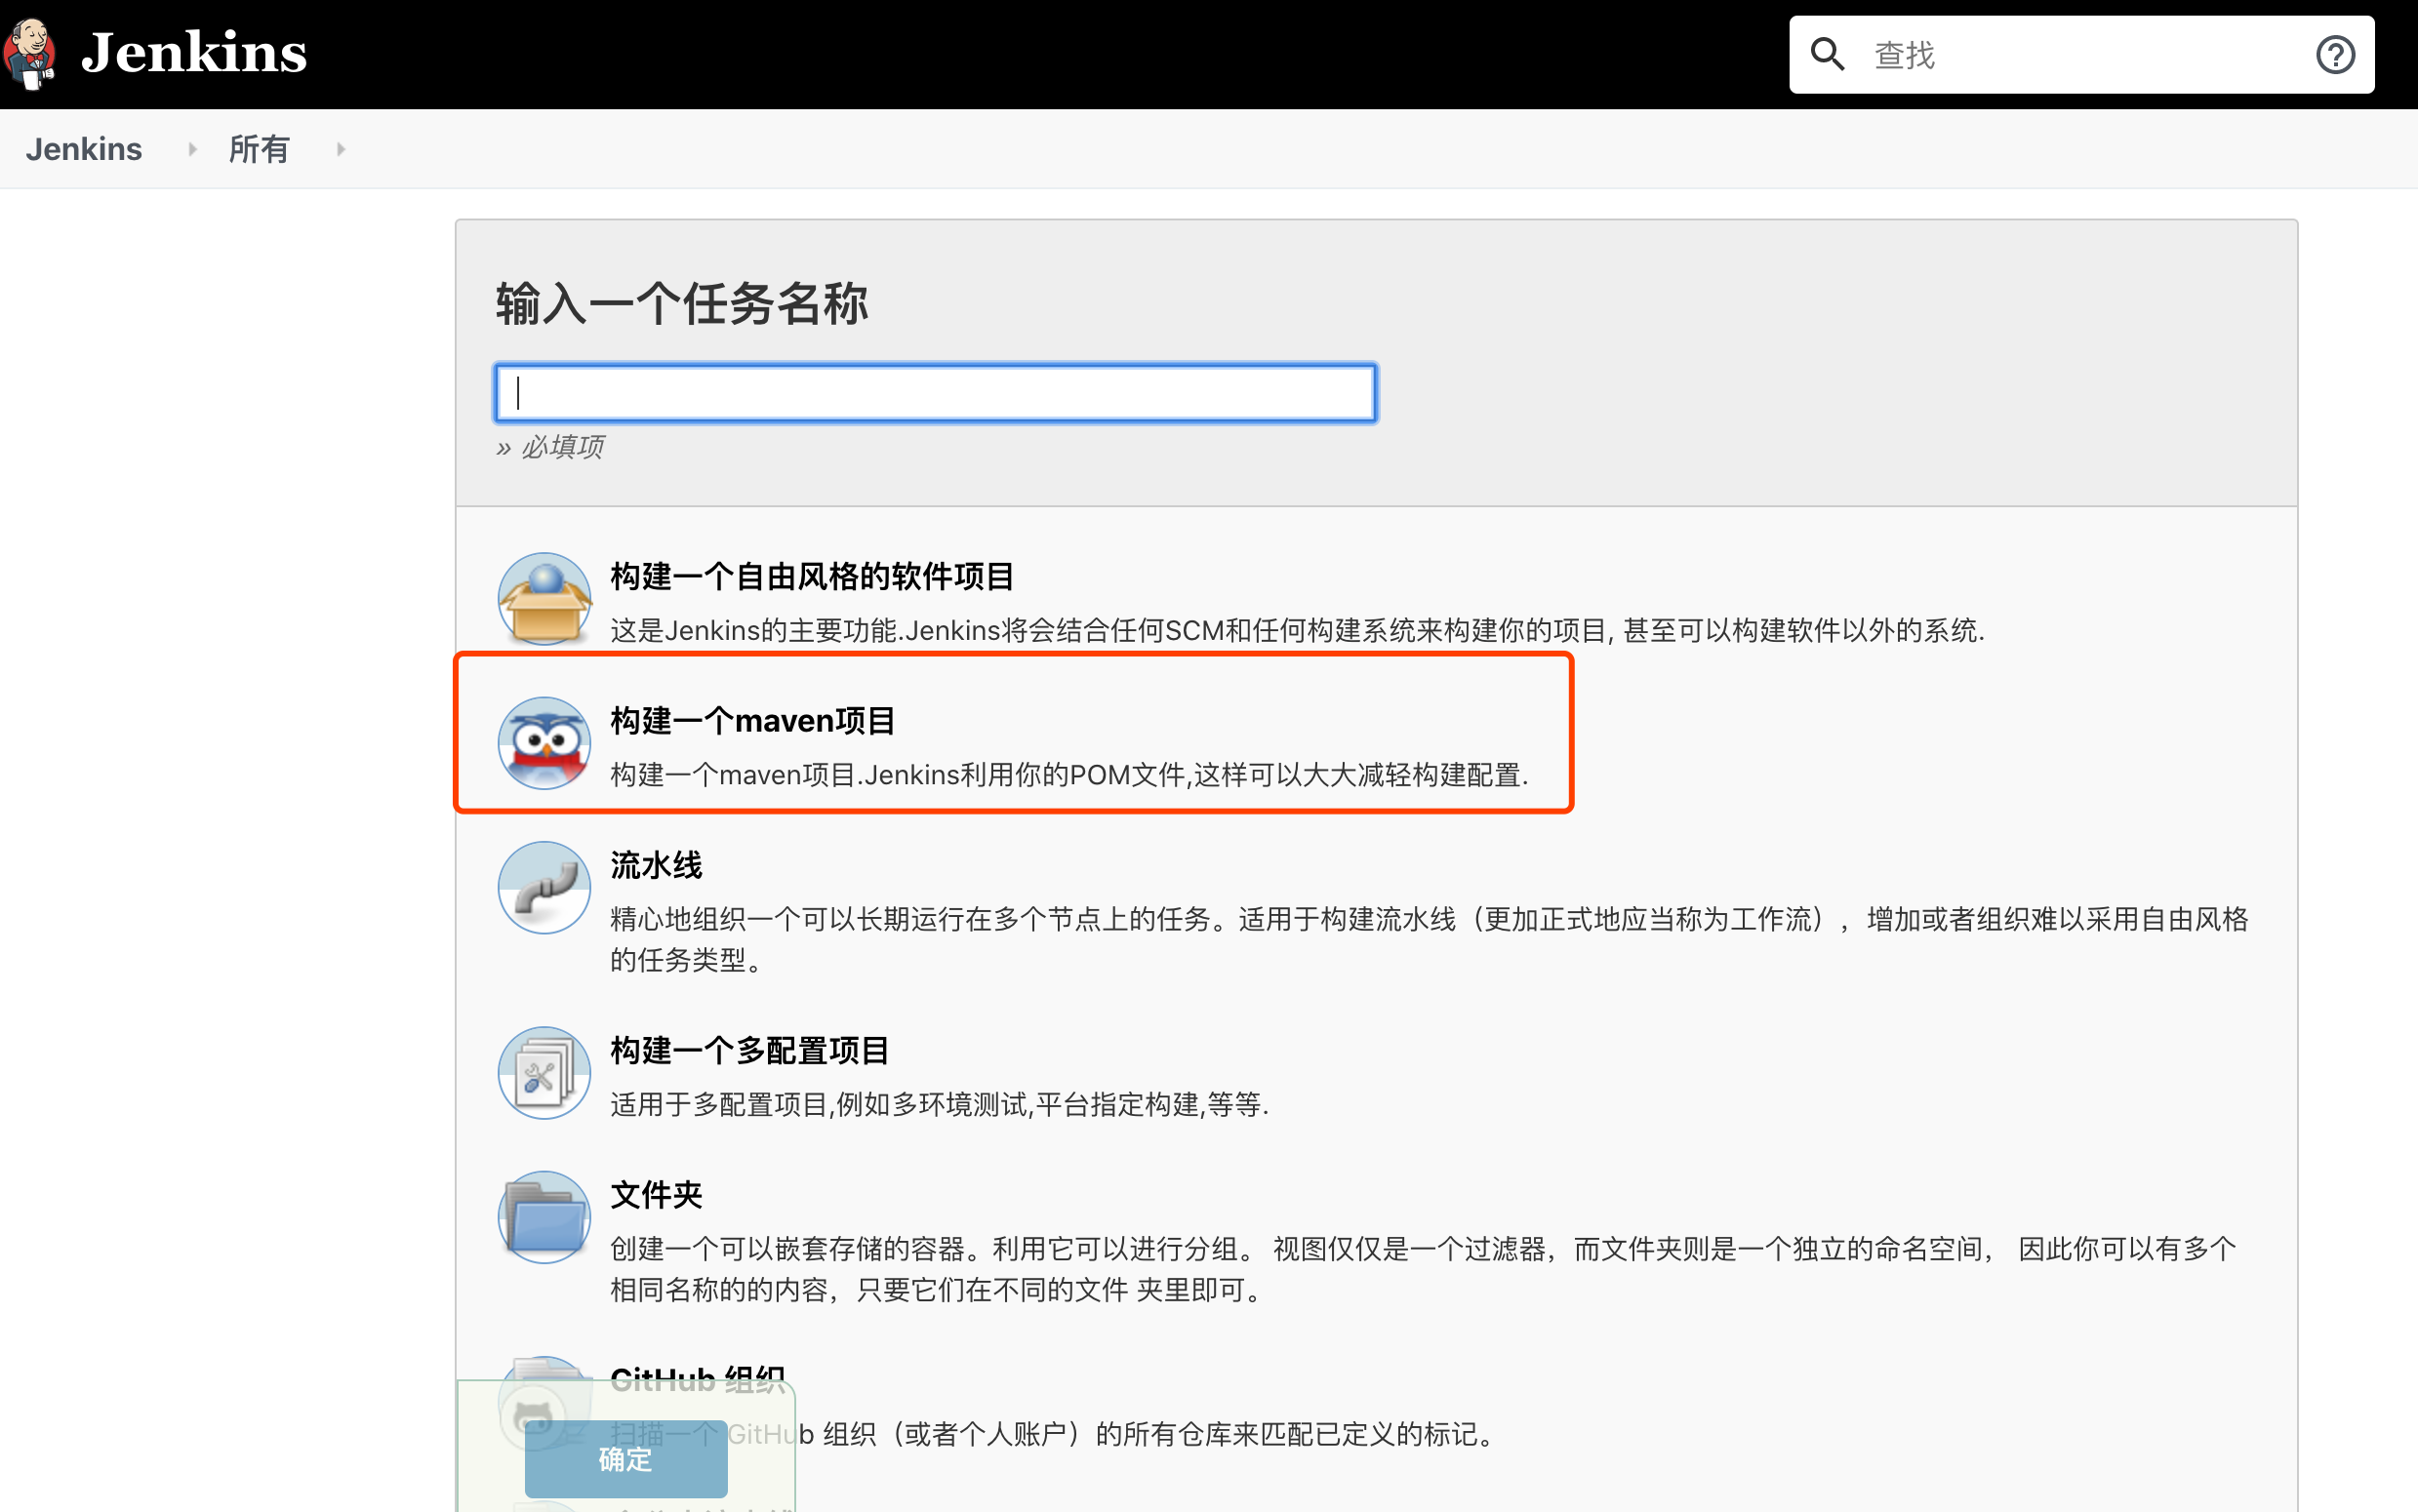 Jenkins
查找
Jenkins 所有
输入一个任务名称
» 必填项
构建一个自由风格的软件项目
这是Jenkins的主要功能.Jenkins将会结合任何SCM和任何构建系统来构建你的项目, 甚至可以构建软件以外的系统.
构建一个maven项目
构建一个maven项目.Jenkins利用你的POM文件,这样可以大大减轻构建配置.
流水线
精心地组织一个可以长期运行在多个节点上的任务。适用于构建流水线（更加正式地应当称为工作流），增加或者组织难以采用自由风格
的任务类型。
构建一个多配置项目
适用于多配置项目,例如多环境测试,平台指定构建,等等.
文件夹
创建一个可以嵌套存储的容器。利用它可以进行分组。 视图仅仅是一个过滤器，而文件夹则是一个独立的命名空间， 因此你可以有多个
相同名称的的内容，只要它们在不同的文件 夹里即可。
GitHub 组织
扫描一个 GitHub 组织（或者个人账户）的所有仓库来匹配已定义的标记。
确定